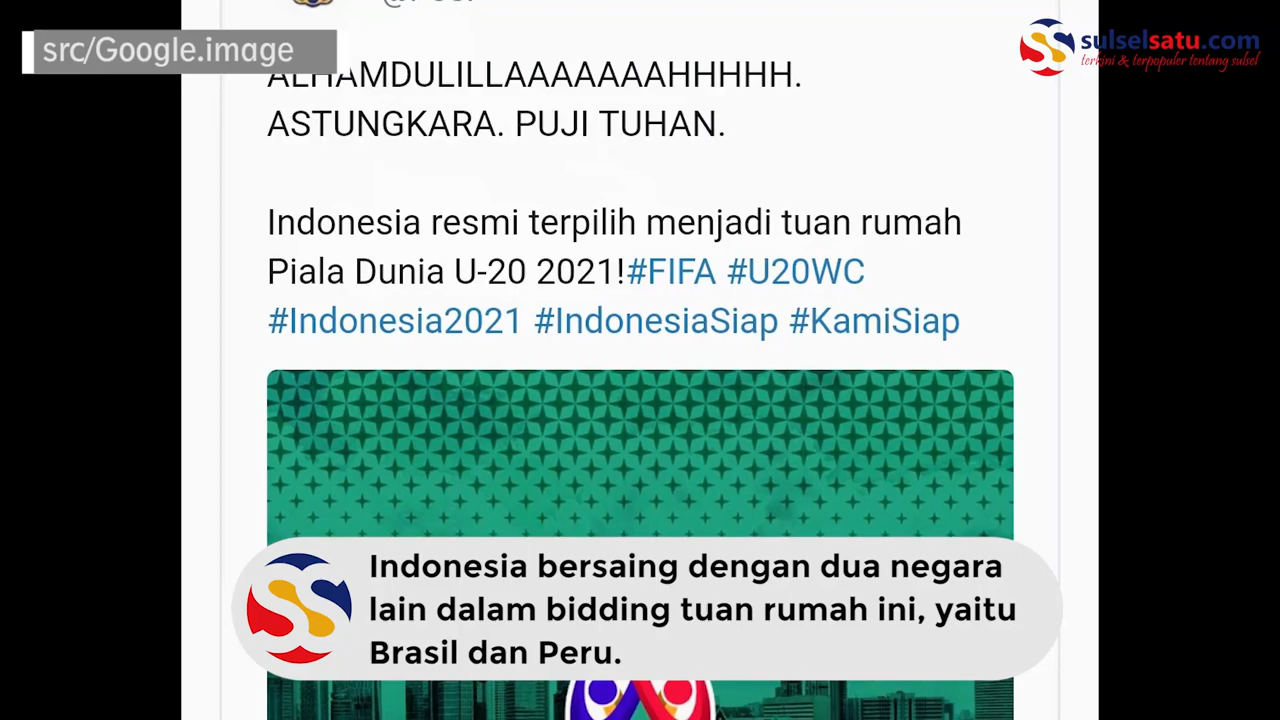 src/Google.image
sulselsatu.com
terkini & terpopuler tentang sulsel
ALHAMDULILLAAAAAAAHHHHH.
ASTUNGKARA. PUJI TUHAN.
Indonesia resmi terpilih menjadi tuan rumah
Piala Dunia U-20 2021!#FIFA #U20WC
#Indonesia2021 #IndonesiaSiap #KamiSiap
Indonesia bersaing dengan dua negara
lain dalam bidding tuan rumah ini, yaitu
Brasil dan Peru.